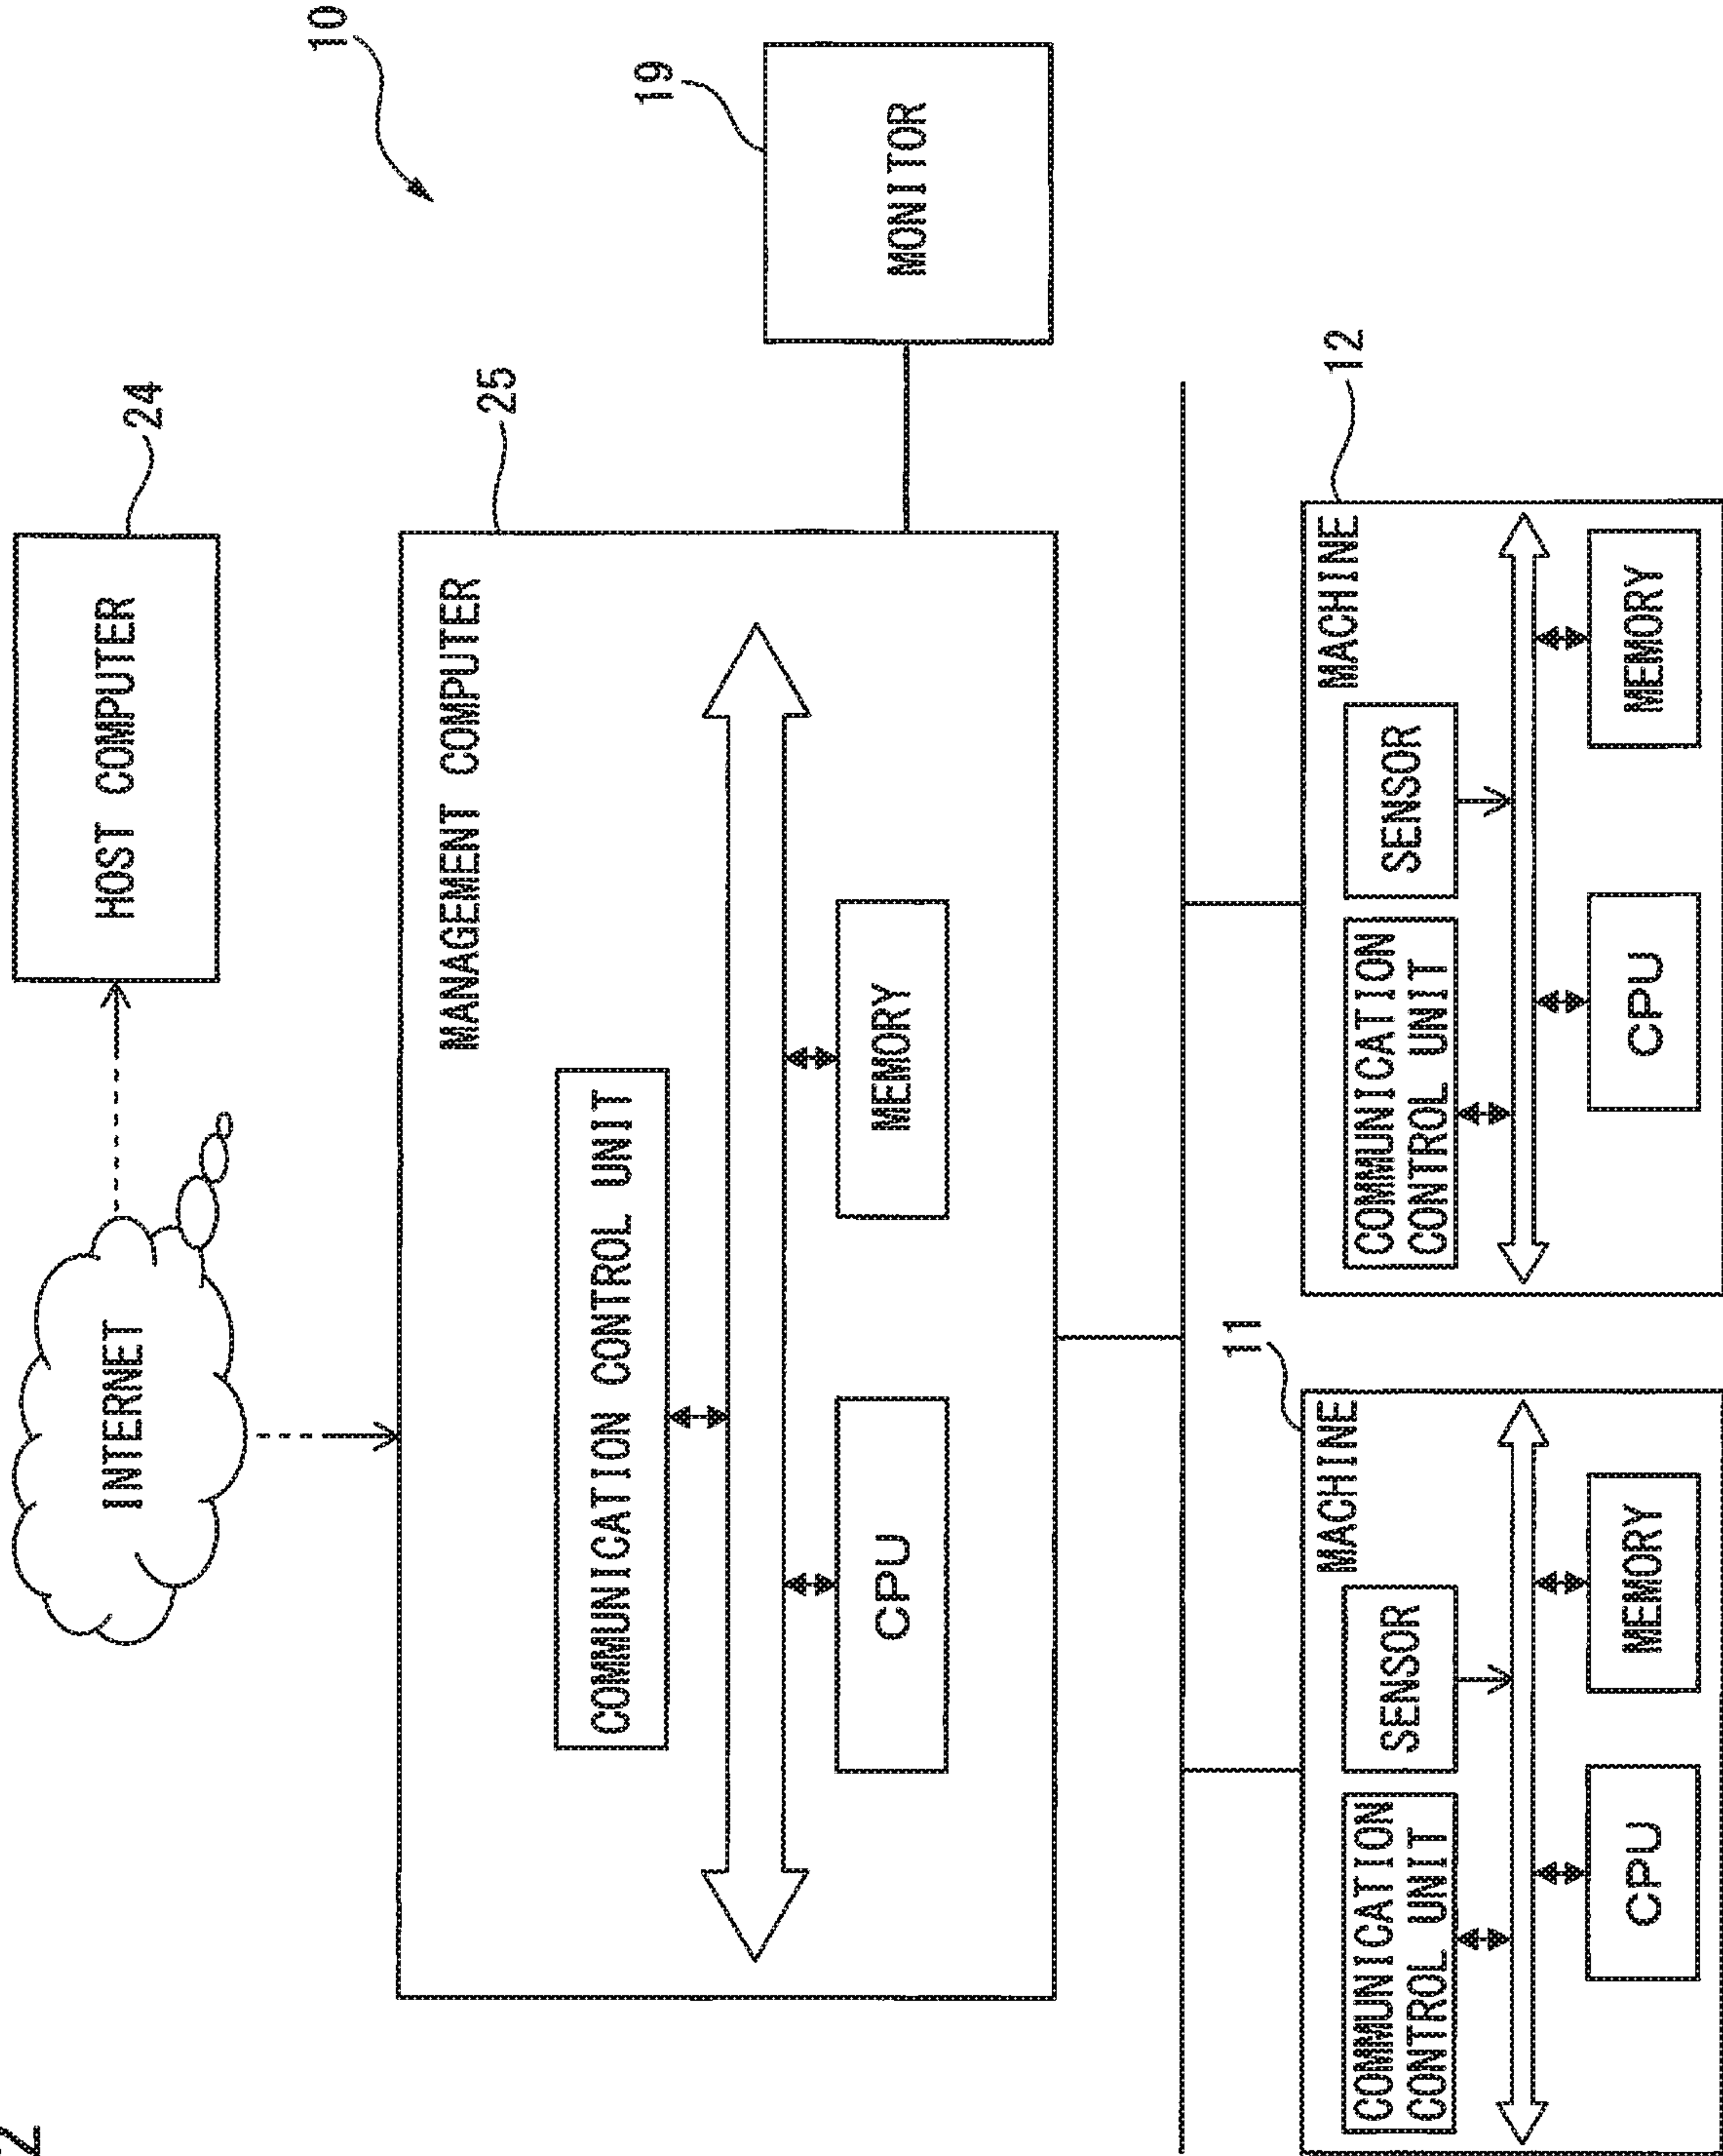 2
10
INTERNET
HOST COMPUTER
24
MANAGEMENT COMPUTER
25
COMMUNICATION CONTROL UNIT
CPU
MEMORY
MONITOR
19
MACHINE
11
COMMUNICATION
CONTROL UNIT
SENSOR
CPU
MEMORY
MACHINE
12
COMMUNICATION
CONTROL UNIT
SENSOR
CPU
MEMORY